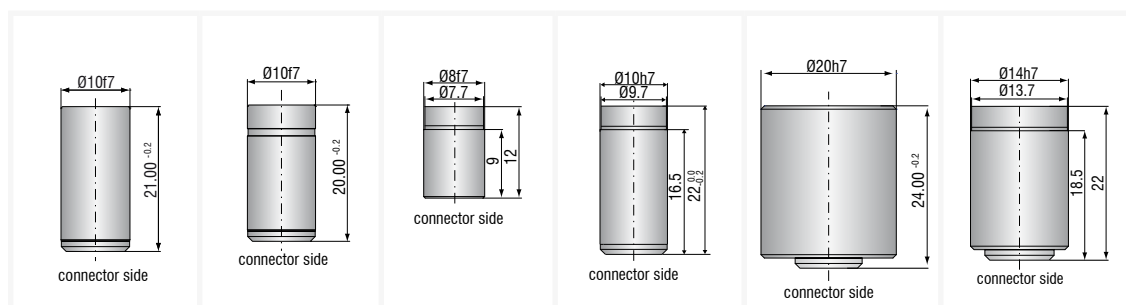 Ø10f7
21.00 -0.2
connector side
Ø10f7
20.00 -0.2
connector side
Ø8f7
Ø7.7
9
12
connector side
Ø10h7
Ø9.7
16.5
22 0.0 -0.2
connector side
Ø20h7
24.00 -0.2
connector side
Ø14h7
Ø13.7
18.5
22
connector side